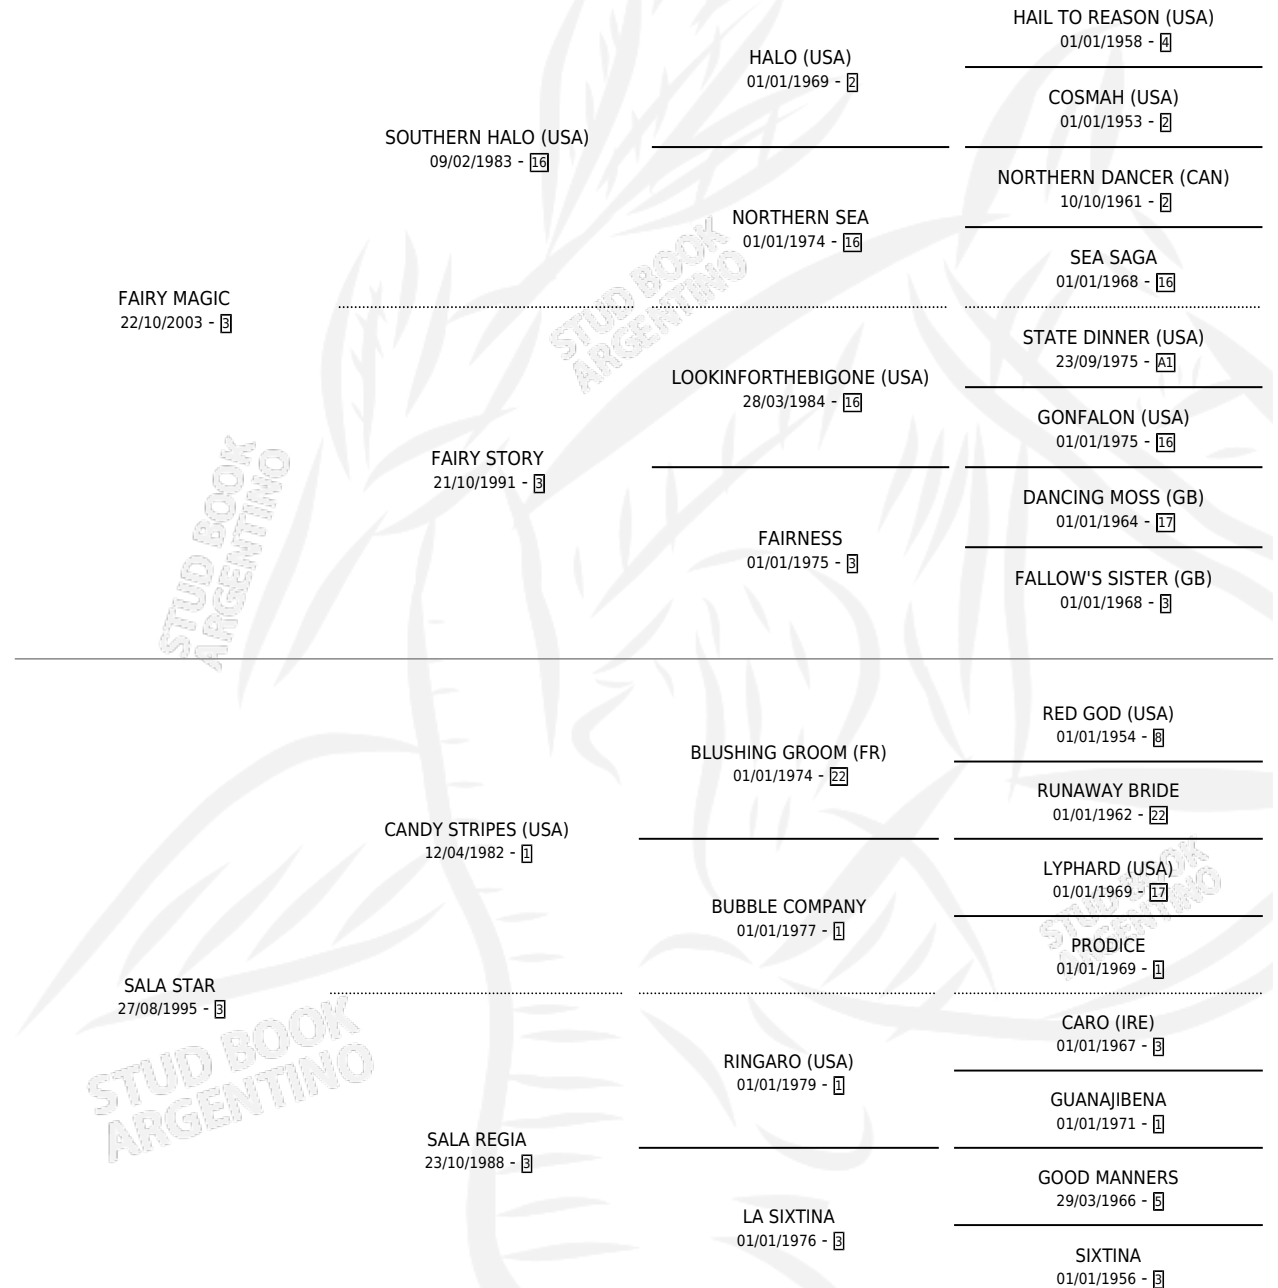 HAIL TO REASON (USA)
01/01/1958 - 4
HALO (USA)
01/01/1969 - 2
COSMAH (USA)
01/01/1953 - 2
SOUTHERN HALO (USA)
09/02/1983 - 16
NORTHERN DANCER (CAN)
10/10/1961 - 2
NORTHERN SEA
01/01/1974 - 16
SEA SAGA
01/01/1968 - 16
FAIRY MAGIC
22/10/2003 - 3
STATE DINNER (USA)
23/09/1975 - A1
LOOKINFORTHEBIGONE (USA)
28/03/1984 - 16
GONFALON (USA)
01/01/1975 - 16
FAIRY STORY
21/10/1991 - 3
DANCING MOSS (GB)
01/01/1964 - 17
FAIRNESS
01/01/1975 - 3
FALLOW'S SISTER (GB)
01/01/1968 - 3
RED GOD (USA)
01/01/1954 - 8
BLUSHING GROOM (FR)
01/01/1974 - 22
RUNAWAY BRIDE
01/01/1962 - 22
CANDY STRIPES (USA)
12/04/1982 - 1
LYPHARD (USA)
01/01/1969 - 17
BUBBLE COMPANY
01/01/1977 - 1
PRODICE
01/01/1969 - 1
SALA STAR
27/08/1995 - 3
CARO (IRE)
01/01/1967 - 3
RINGARO (USA)
01/01/1979 - 1
GUANAJIBENA
01/01/1971 - 1
SALA REGIA
23/10/1988 - 3
GOOD MANNERS
29/03/1966 - 5
LA SIXTINA
01/01/1976 - 3
SIXTINA
01/01/1956 - 3
STUD BOOK
ARGENTINO
STUD BOOK
ARGENTINO
STUD BOOK
ARGENTINO
STUD BOOK
ARGENTINO